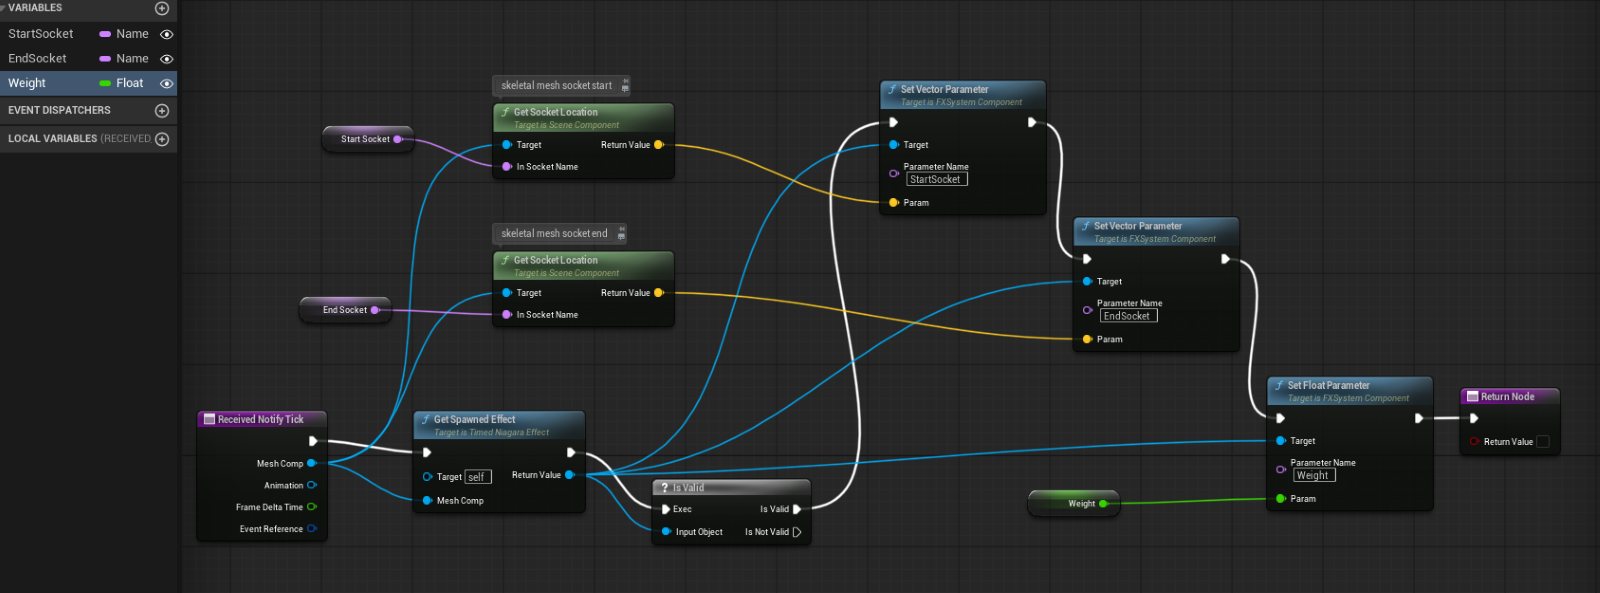 VARIABLES
StartSocket Name
EndSocket Name
Weight Float
EVENT DISPATCHERS
LOCAL VARIABLES (RECEIVED
skeletal mesh socket start
Get Socket Location
Target is Scene Component
Target Return Value
In Socket Name
Start Socket
skeletal mesh socket end
Get Socket Location
Target is Scene Component
Target Return Value
In Socket Name
End Socket
Received Notify Tick
Mesh Comp
Animation
Frame Delta Time
Event Reference
Get Spawned Effect
Target is Timed Niagara Effect
Target self Return Value
Mesh Comp
? Is Valid
Exec Is Valid
Input Object Is Not Valid
Set Vector Parameter
Target is FXSystem Component
Target
Parameter Name
StartSocket
Param
Set Vector Parameter
Target is FXSystem Component
Target
Parameter Name
EndSocket
Param
Weight
Set Float Parameter
Target is FXSystem Component
Target
Parameter Name
Weight
Param
Return Node
Return Value